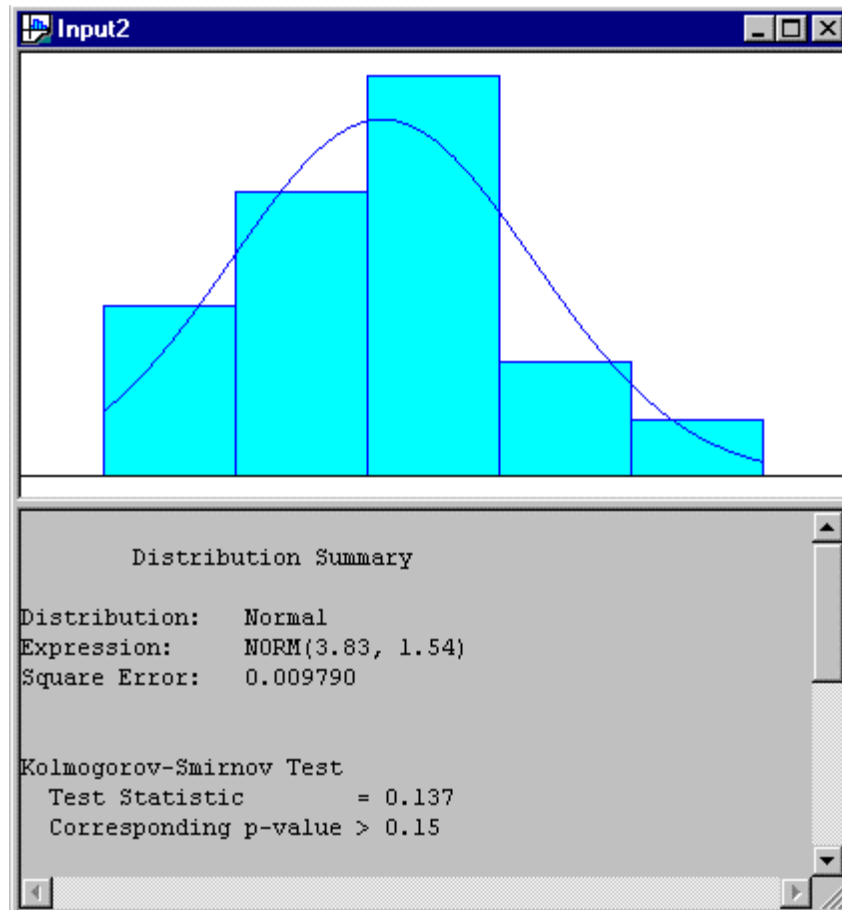 Input2
Distribution Summary
Distribution: Normal
Expression: NORM(3.83, 1.54)
Square Error: 0.009790
Kolmogorov-Smirnov Test
Test Statistic = 0.137
Corresponding p-value > 0.15